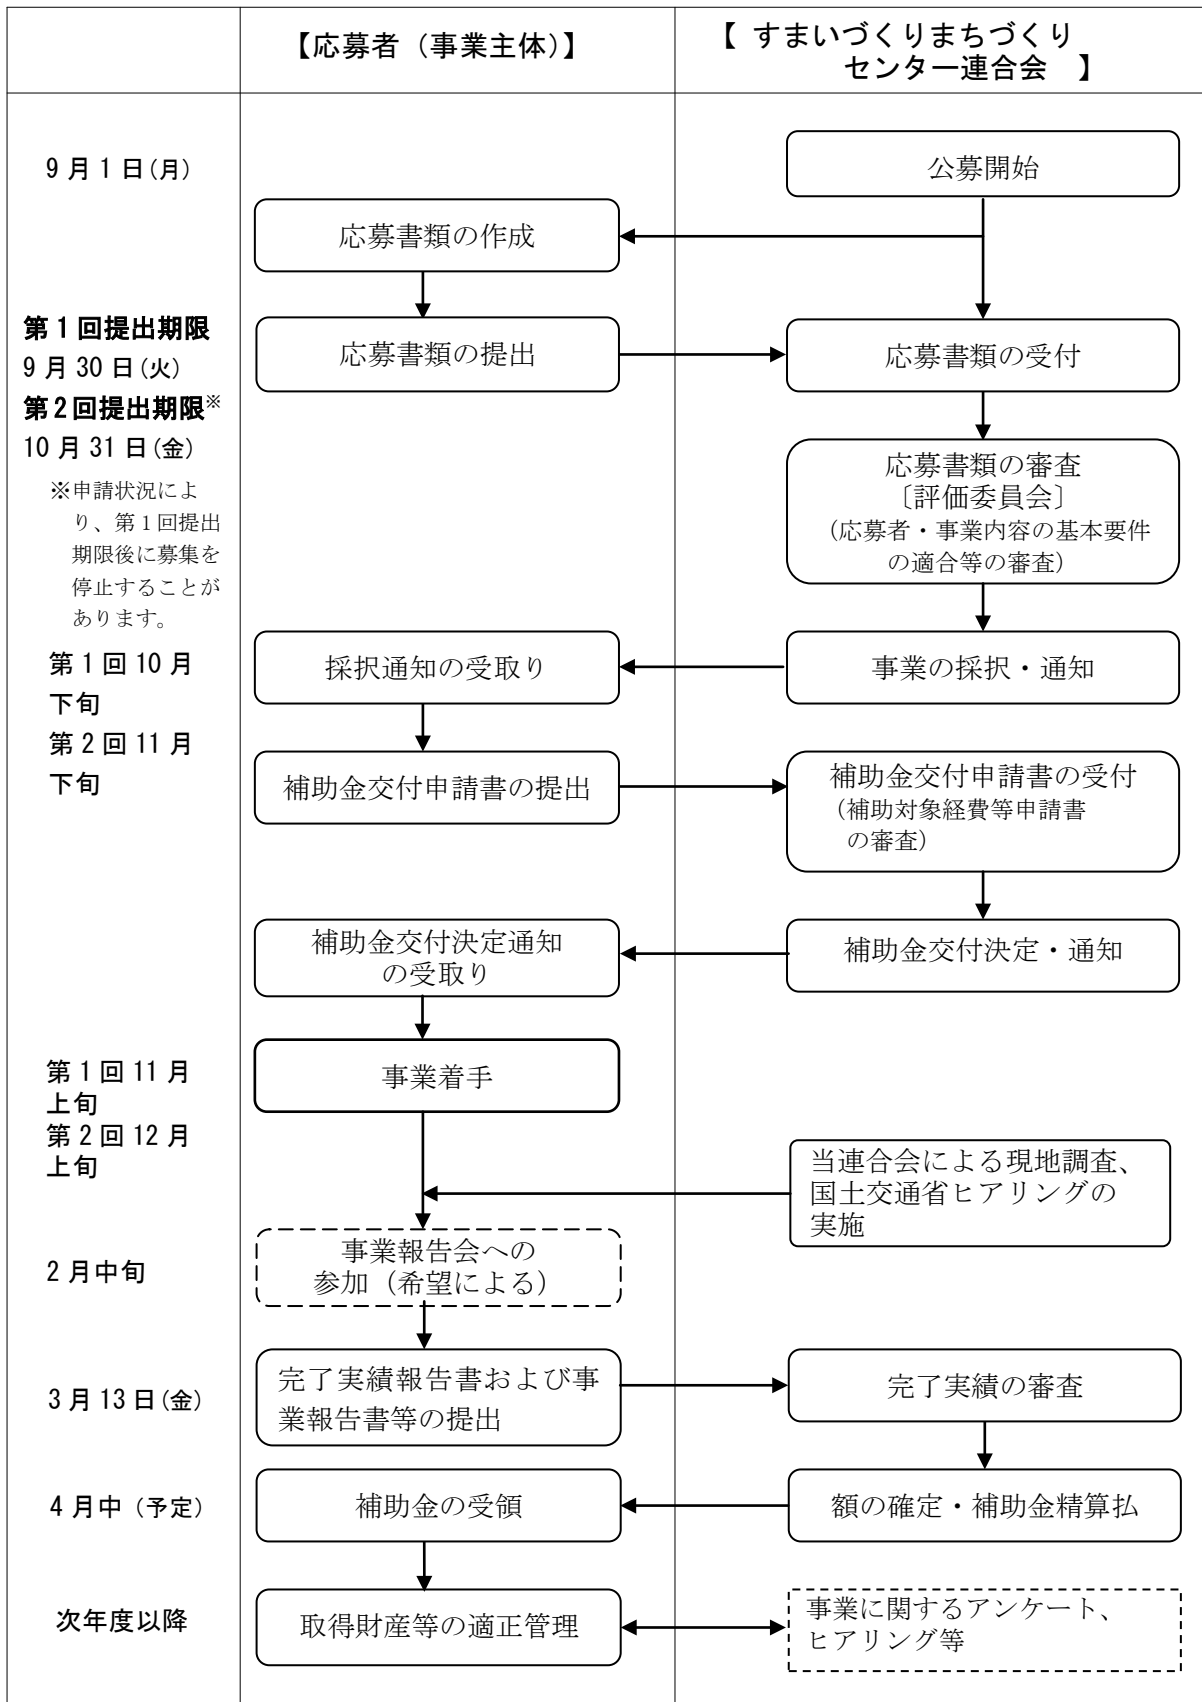 【応募者（事業主体）】
【 すまいづくりまちづくり
センター連合会 】
9月1日(月)
公募開始
応募書類の作成
第1回提出期限
9月30日(火)
第2回提出期限※
10月31日(金)
※申請状況によ
り、第1回提出
期限後に募集を
停止することが
あります。
応募書類の提出
応募書類の受付
応募書類の審査
〔評価委員会〕
（応募者・事業内容の基本要件
の適合等の審査）
第1回10月
下旬
第2回11月
下旬
採択通知の受取り
事業の採択・通知
補助金交付申請書の提出
補助金交付申請書の受付
（補助対象経費等申請書
の審査）
補助金交付決定通知
の受取り
補助金交付決定・通知
第1回11月
上旬
第2回12月
上旬
事業着手
当連合会による現地調査、
国土交通省ヒアリングの
実施
2月中旬
事業報告会への
参加（希望による）
3月13日(金)
完了実績報告書および事
業報告書等の提出
完了実績の審査
4月中（予定）
補助金の受領
額の確定・補助金精算払
次年度以降
取得財産等の適正管理
事業に関するアンケート、
ヒアリング等